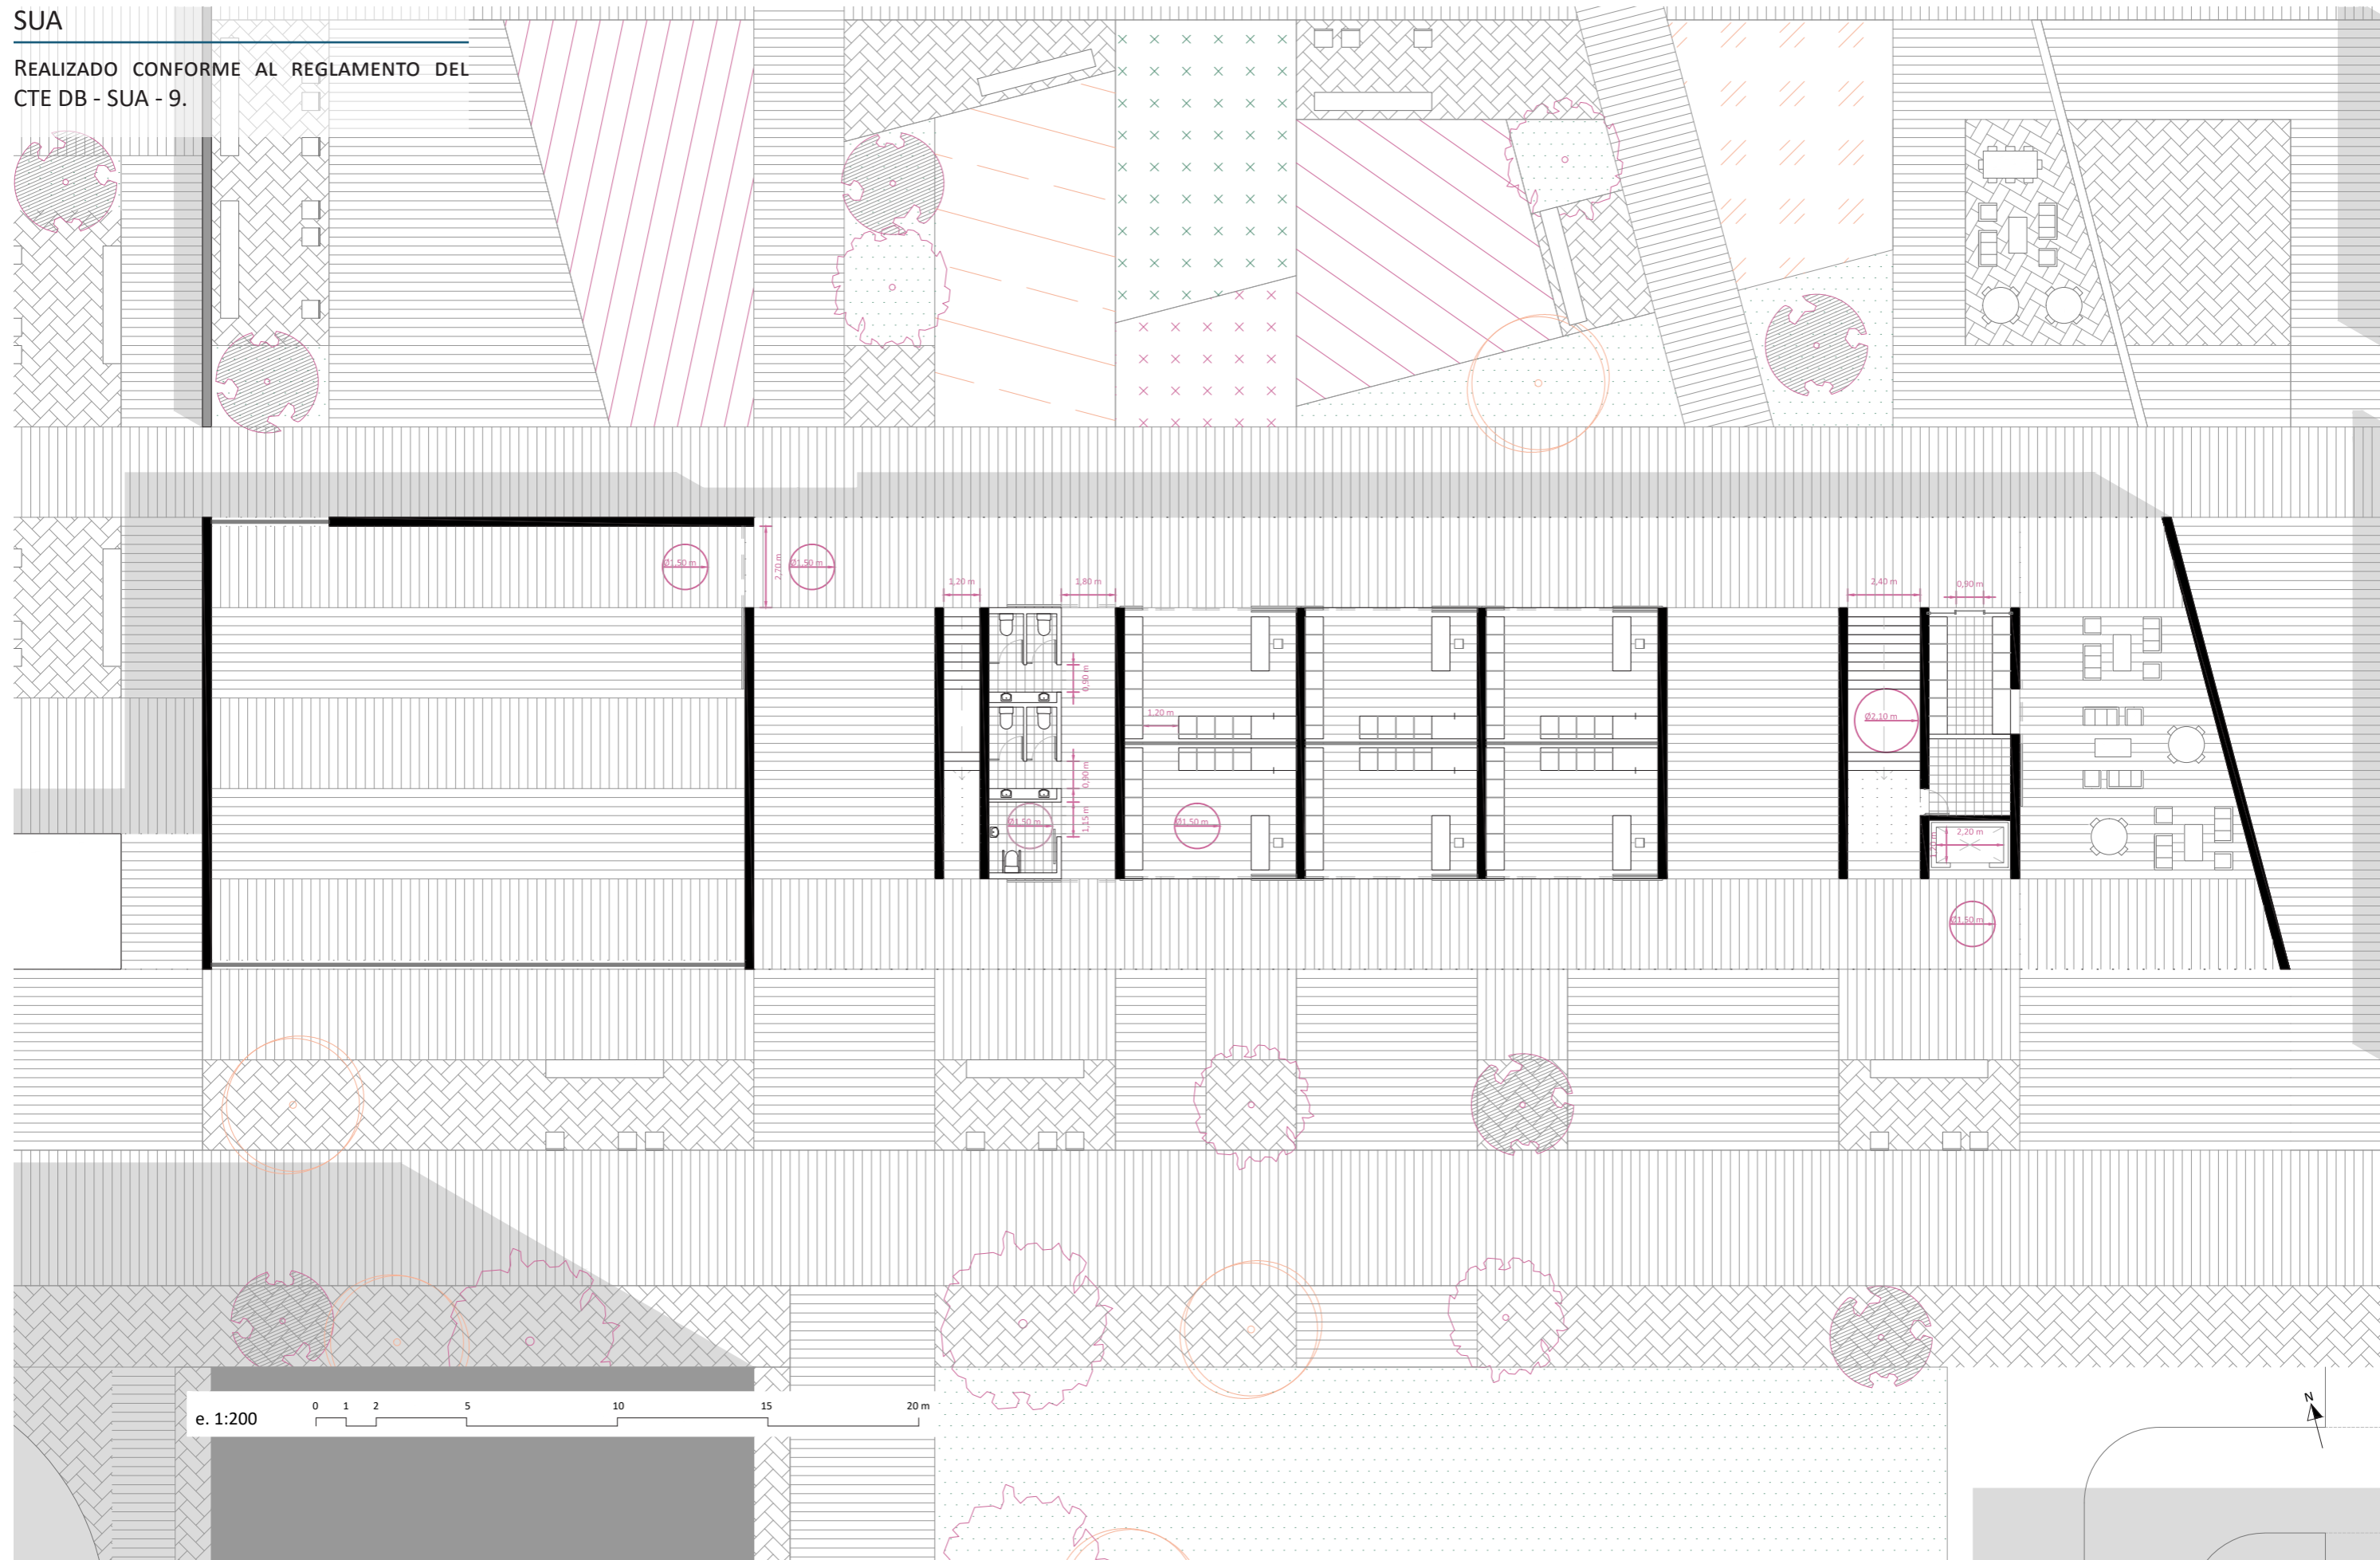 SUA
REALIZADO CONFORME AL REGLAMENTO DEL
CTE DB - SUA - 9.
Ø1,50 m
2,70 m
Ø1,50 m
1,20 m
1,80 m
2,40 m
0,90 m
0,90 m
1,20 m
Ø2,10 m
0,90 m
1,15 m
Ø1,50 m
Ø1,50 m
2,20 m
Ø1,50 m
e. 1:200
0 1 2 5 10 15 20 m
N